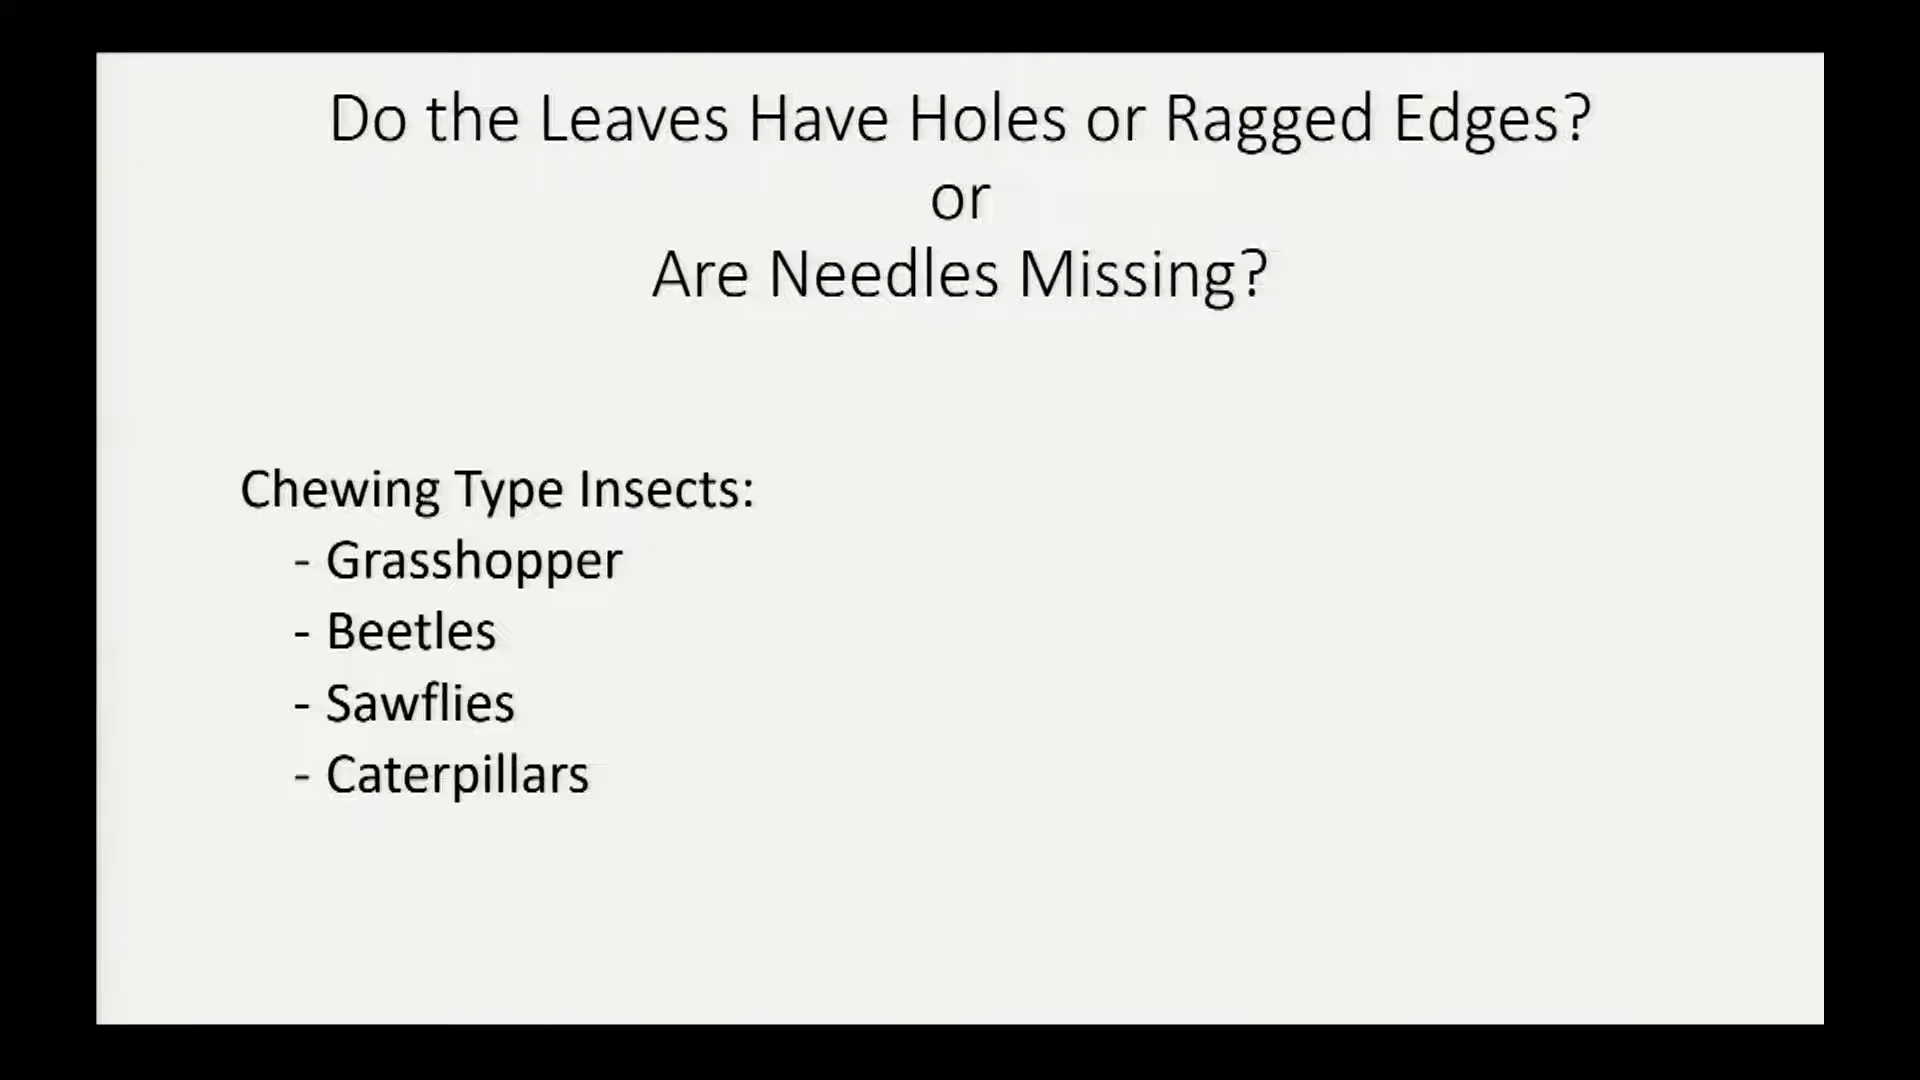 Do the Leaves Have Holes or Ragged Edges?
or
Are Needles Missing?
Chewing Type Insects:
- Grasshopper
- Beetles
- Sawflies
- Caterpillars